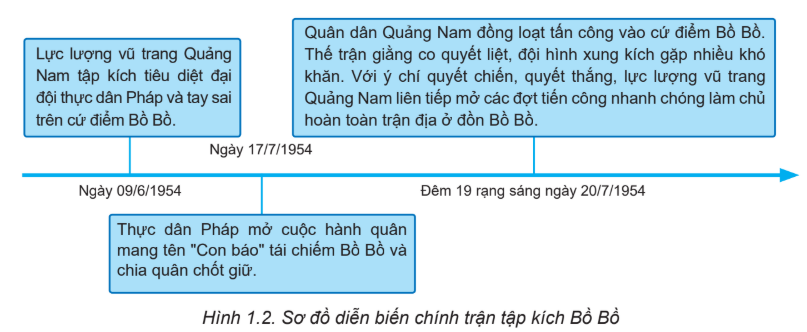 Lực lượng vũ trang Quảng
Nam tập kích tiêu diệt đại
đội thực dân Pháp và tay sai
trên cứ điểm Bồ Bồ.
Quân dân Quảng Nam đồng loạt tấn công vào cứ điểm Bồ Bồ.
Thế trận giằng co quyết liệt, đội hình xung kích gặp nhiều khó
khăn. Với ý chí quyết chiến, quyết thắng, lực lượng vũ trang
Quảng Nam liên tiếp mở các đợt tiến công nhanh chóng làm chủ
hoàn toàn trận địa ở đồn Bồ Bồ.
Ngày 17/7/1954
Ngày 09/6/1954
Đêm 19 rạng sáng ngày 20/7/1954
Thực dân Pháp mở cuộc hành quân
mang tên "Con báo" tái chiếm Bồ Bồ và
chia quân chốt giữ.
Hình 1.2. Sơ đồ diễn biến chính trận tập kích Bồ Bồ